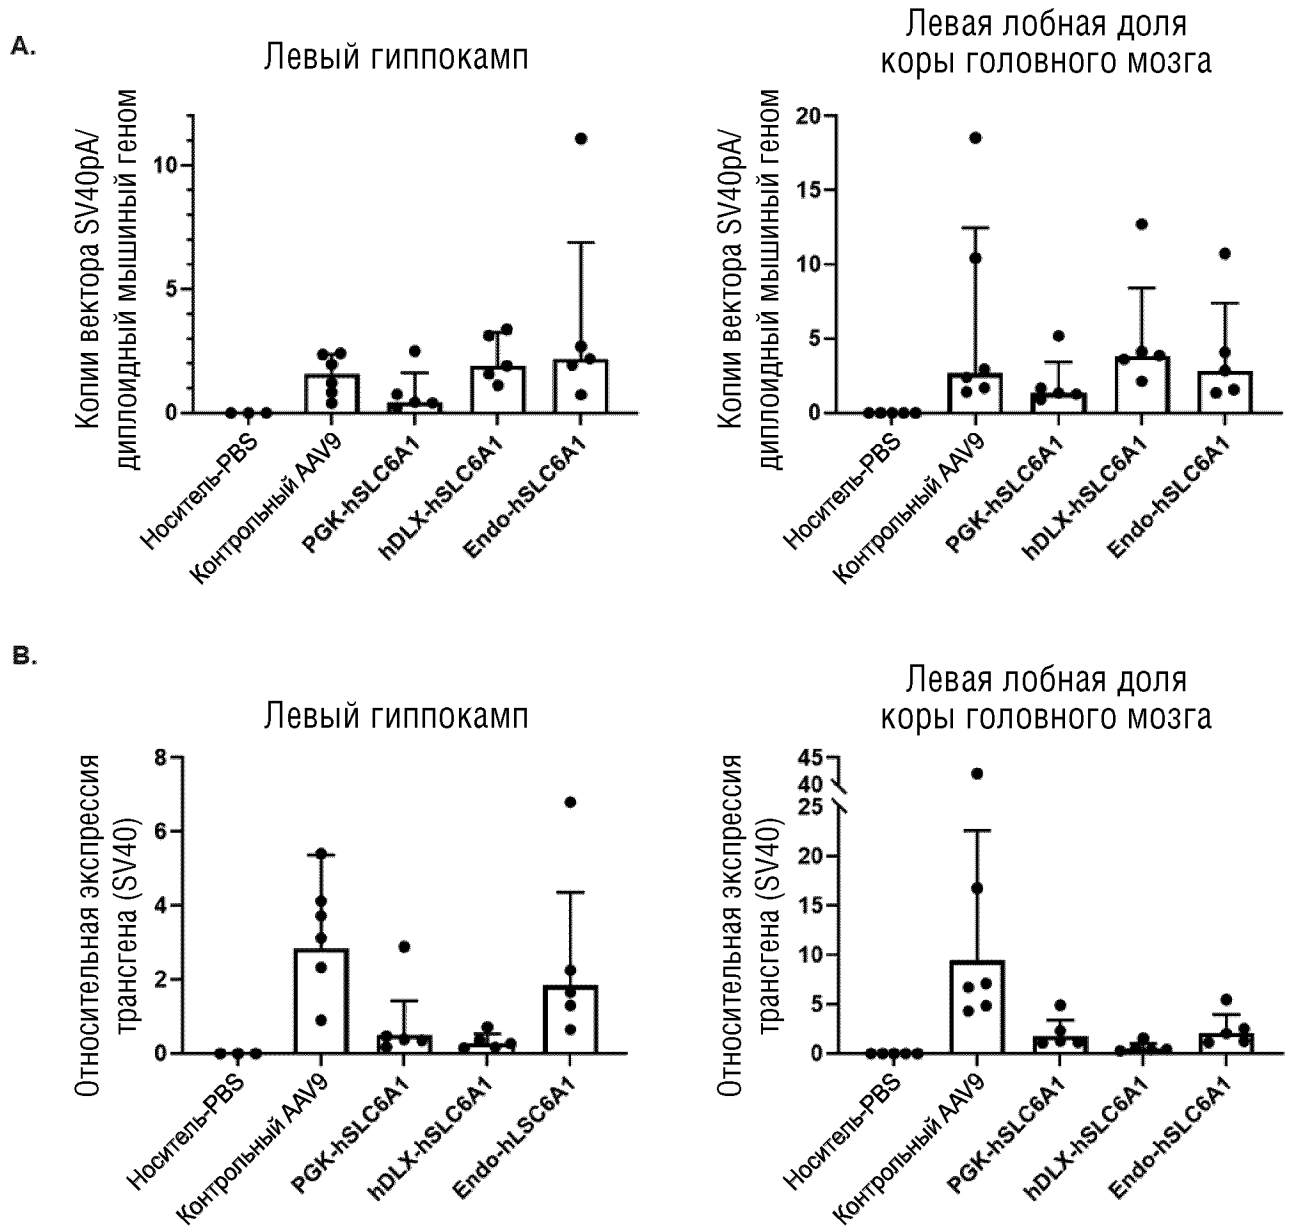 A.
Левый гиппокамп
Копии вектора SV40pA/
диплоидный мышиный геном
10
5
0
Носитель-PBS
Контрольный AAV9
PGK-hSLC6A1
hDLX-hSLC6A1
Endo-hSLC6A1
Левая лобная доля
коры головного мозга
Копии вектора SV40pA/
диплоидный мышиный геном
20
15
10
5
0
Носитель-PBS
Контрольный AAV9
PGK-hSLC6A1
hDLX-hSLC6A1
Endo-hSLC6A1
B.
Левый гиппокамп
Относительная экспрессия
трансгена (SV40)
8
6
4
2
0
Носитель-PBS
Контрольный AAV9
PGK-hSLC6A1
hDLX-hSLC6A1
Endo-hLSC6A1
Левая лобная доля
коры головного мозга
Относительная экспрессия
трансгена (SV40)
45
40
25
20
15
10
5
0
Носитель-PBS
Контрольный AAV9
PGK-hSLC6A1
hDLX-hSLC6A1
Endo-hSLC6A1